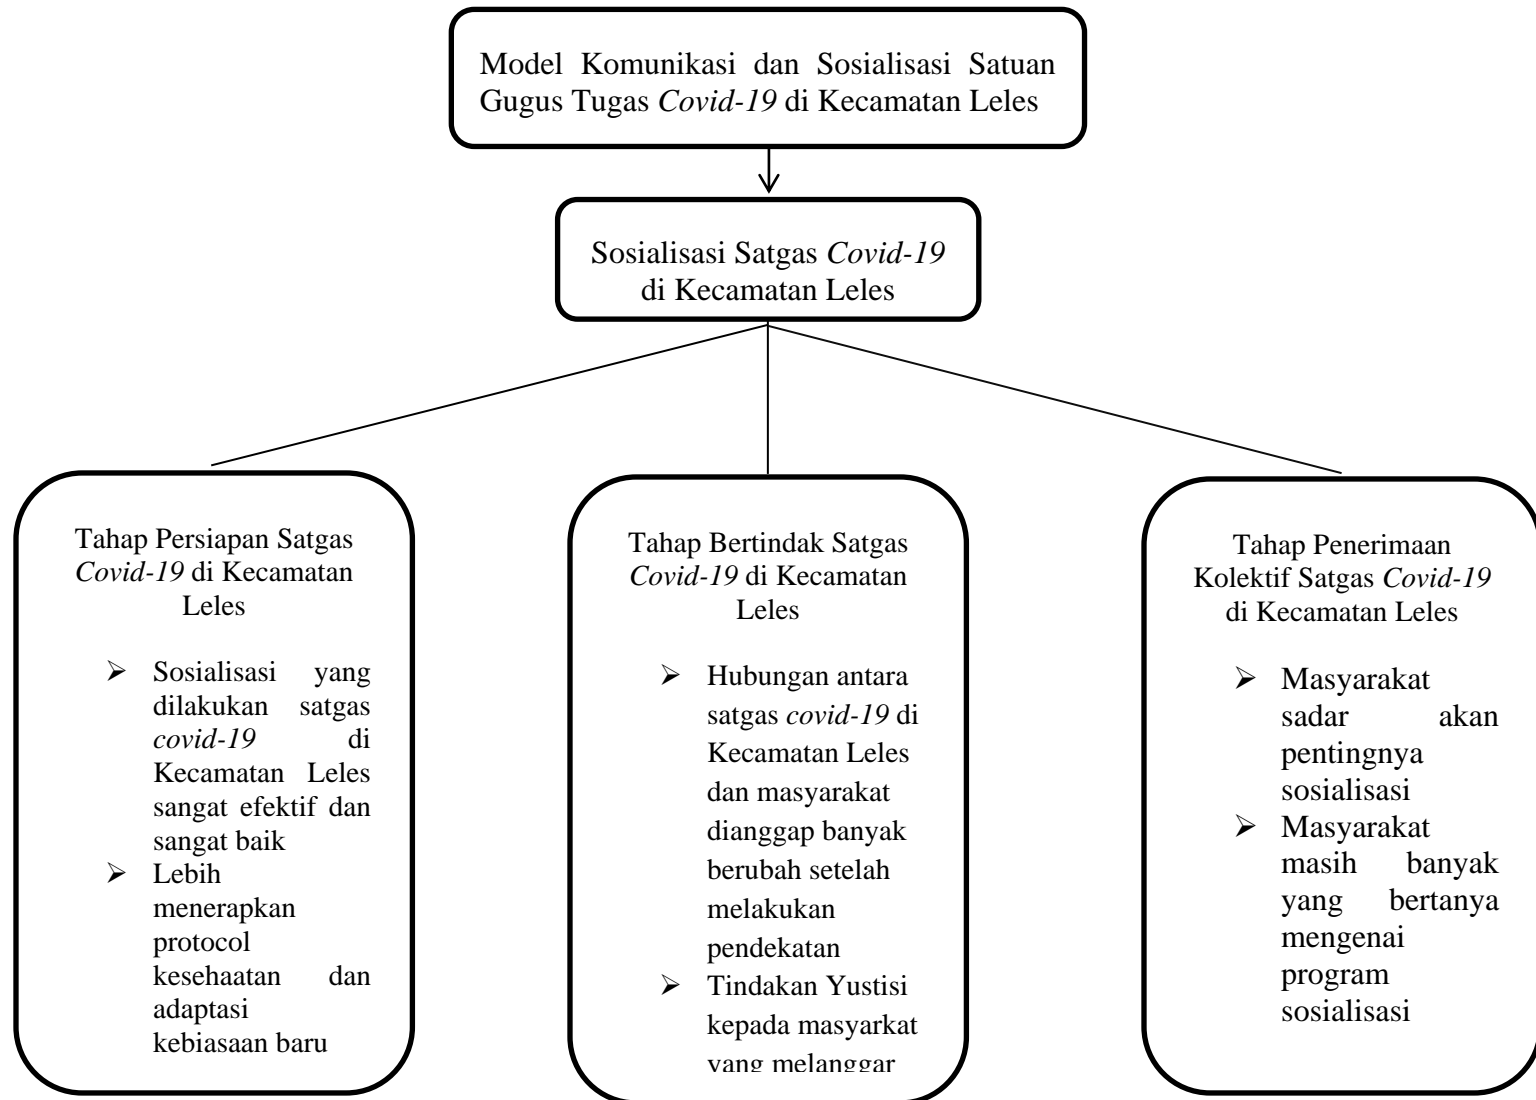 Model Komunikasi dan Sosialisasi Satuan
Gugus Tugas Covid-19 di Kecamatan Leles
Sosialisasi Satgas Covid-19
di Kecamatan Leles
Tahap Persiapan Satgas
Covid-19 di Kecamatan
Leles
➢ Sosialisasi yang
dilakukan satgas
covid-19 di
Kecamatan Leles
sangat efektif dan
sangat baik
➢ Lebih
menerapkan
protocol
kesehaatan dan
adaptasi
kebiasaan baru
Tahap Bertindak Satgas
Covid-19 di Kecamatan
Leles
➢ Hubungan antara
satgas covid-19 di
Kecamatan Leles
dan masyarakat
dianggap banyak
berubah setelah
melakukan
pendekatan
➢ Tindakan Yustisi
kepada masyarkat
yang melanggar
Tahap Penerimaan
Kolektif Satgas Covid-19
di Kecamatan Leles
➢ Masyarakat
sadar akan
pentingnya
sosialisasi
➢ Masyarakat
masih banyak
yang bertanya
mengenai
program
sosialisasi